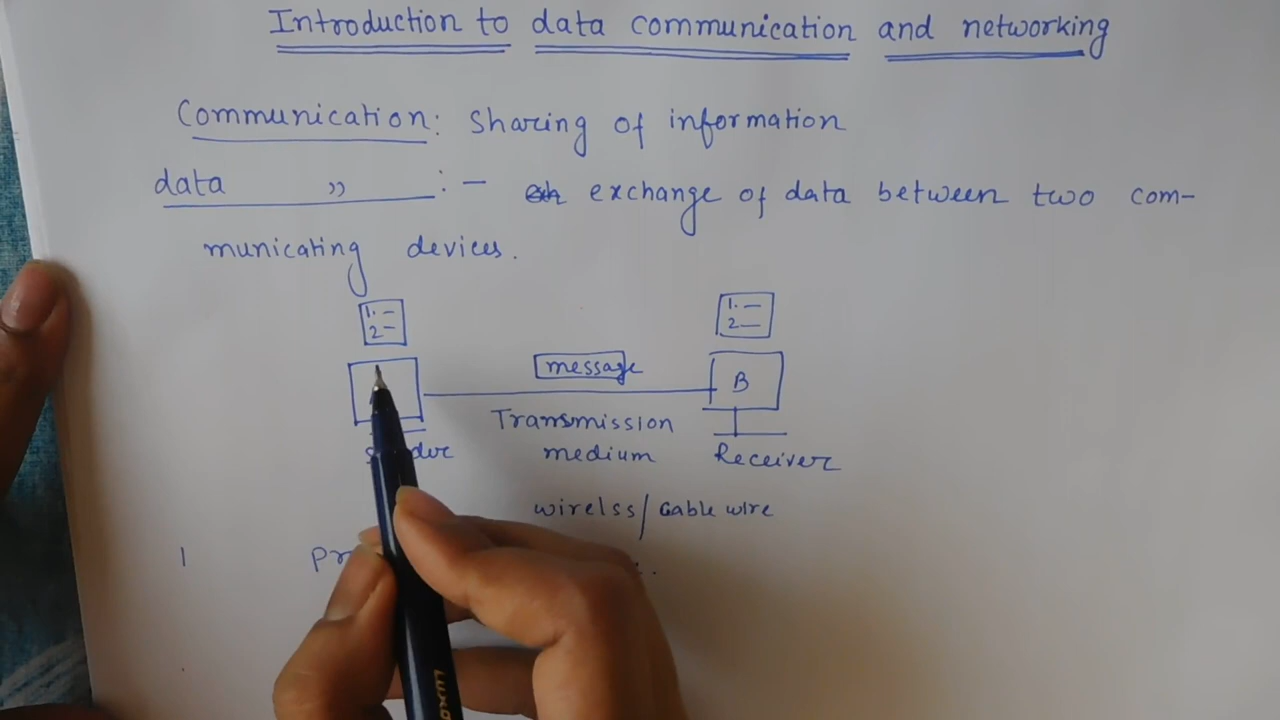 Introduction to data communication and networking
Communication: Sharing of information
data " : - exchange of data between two com-
municating devices.
1. - 1. -
2 - 2 -
message
B
Transmission
medium Receiver
wirelss / Cable wire
1
LUXO